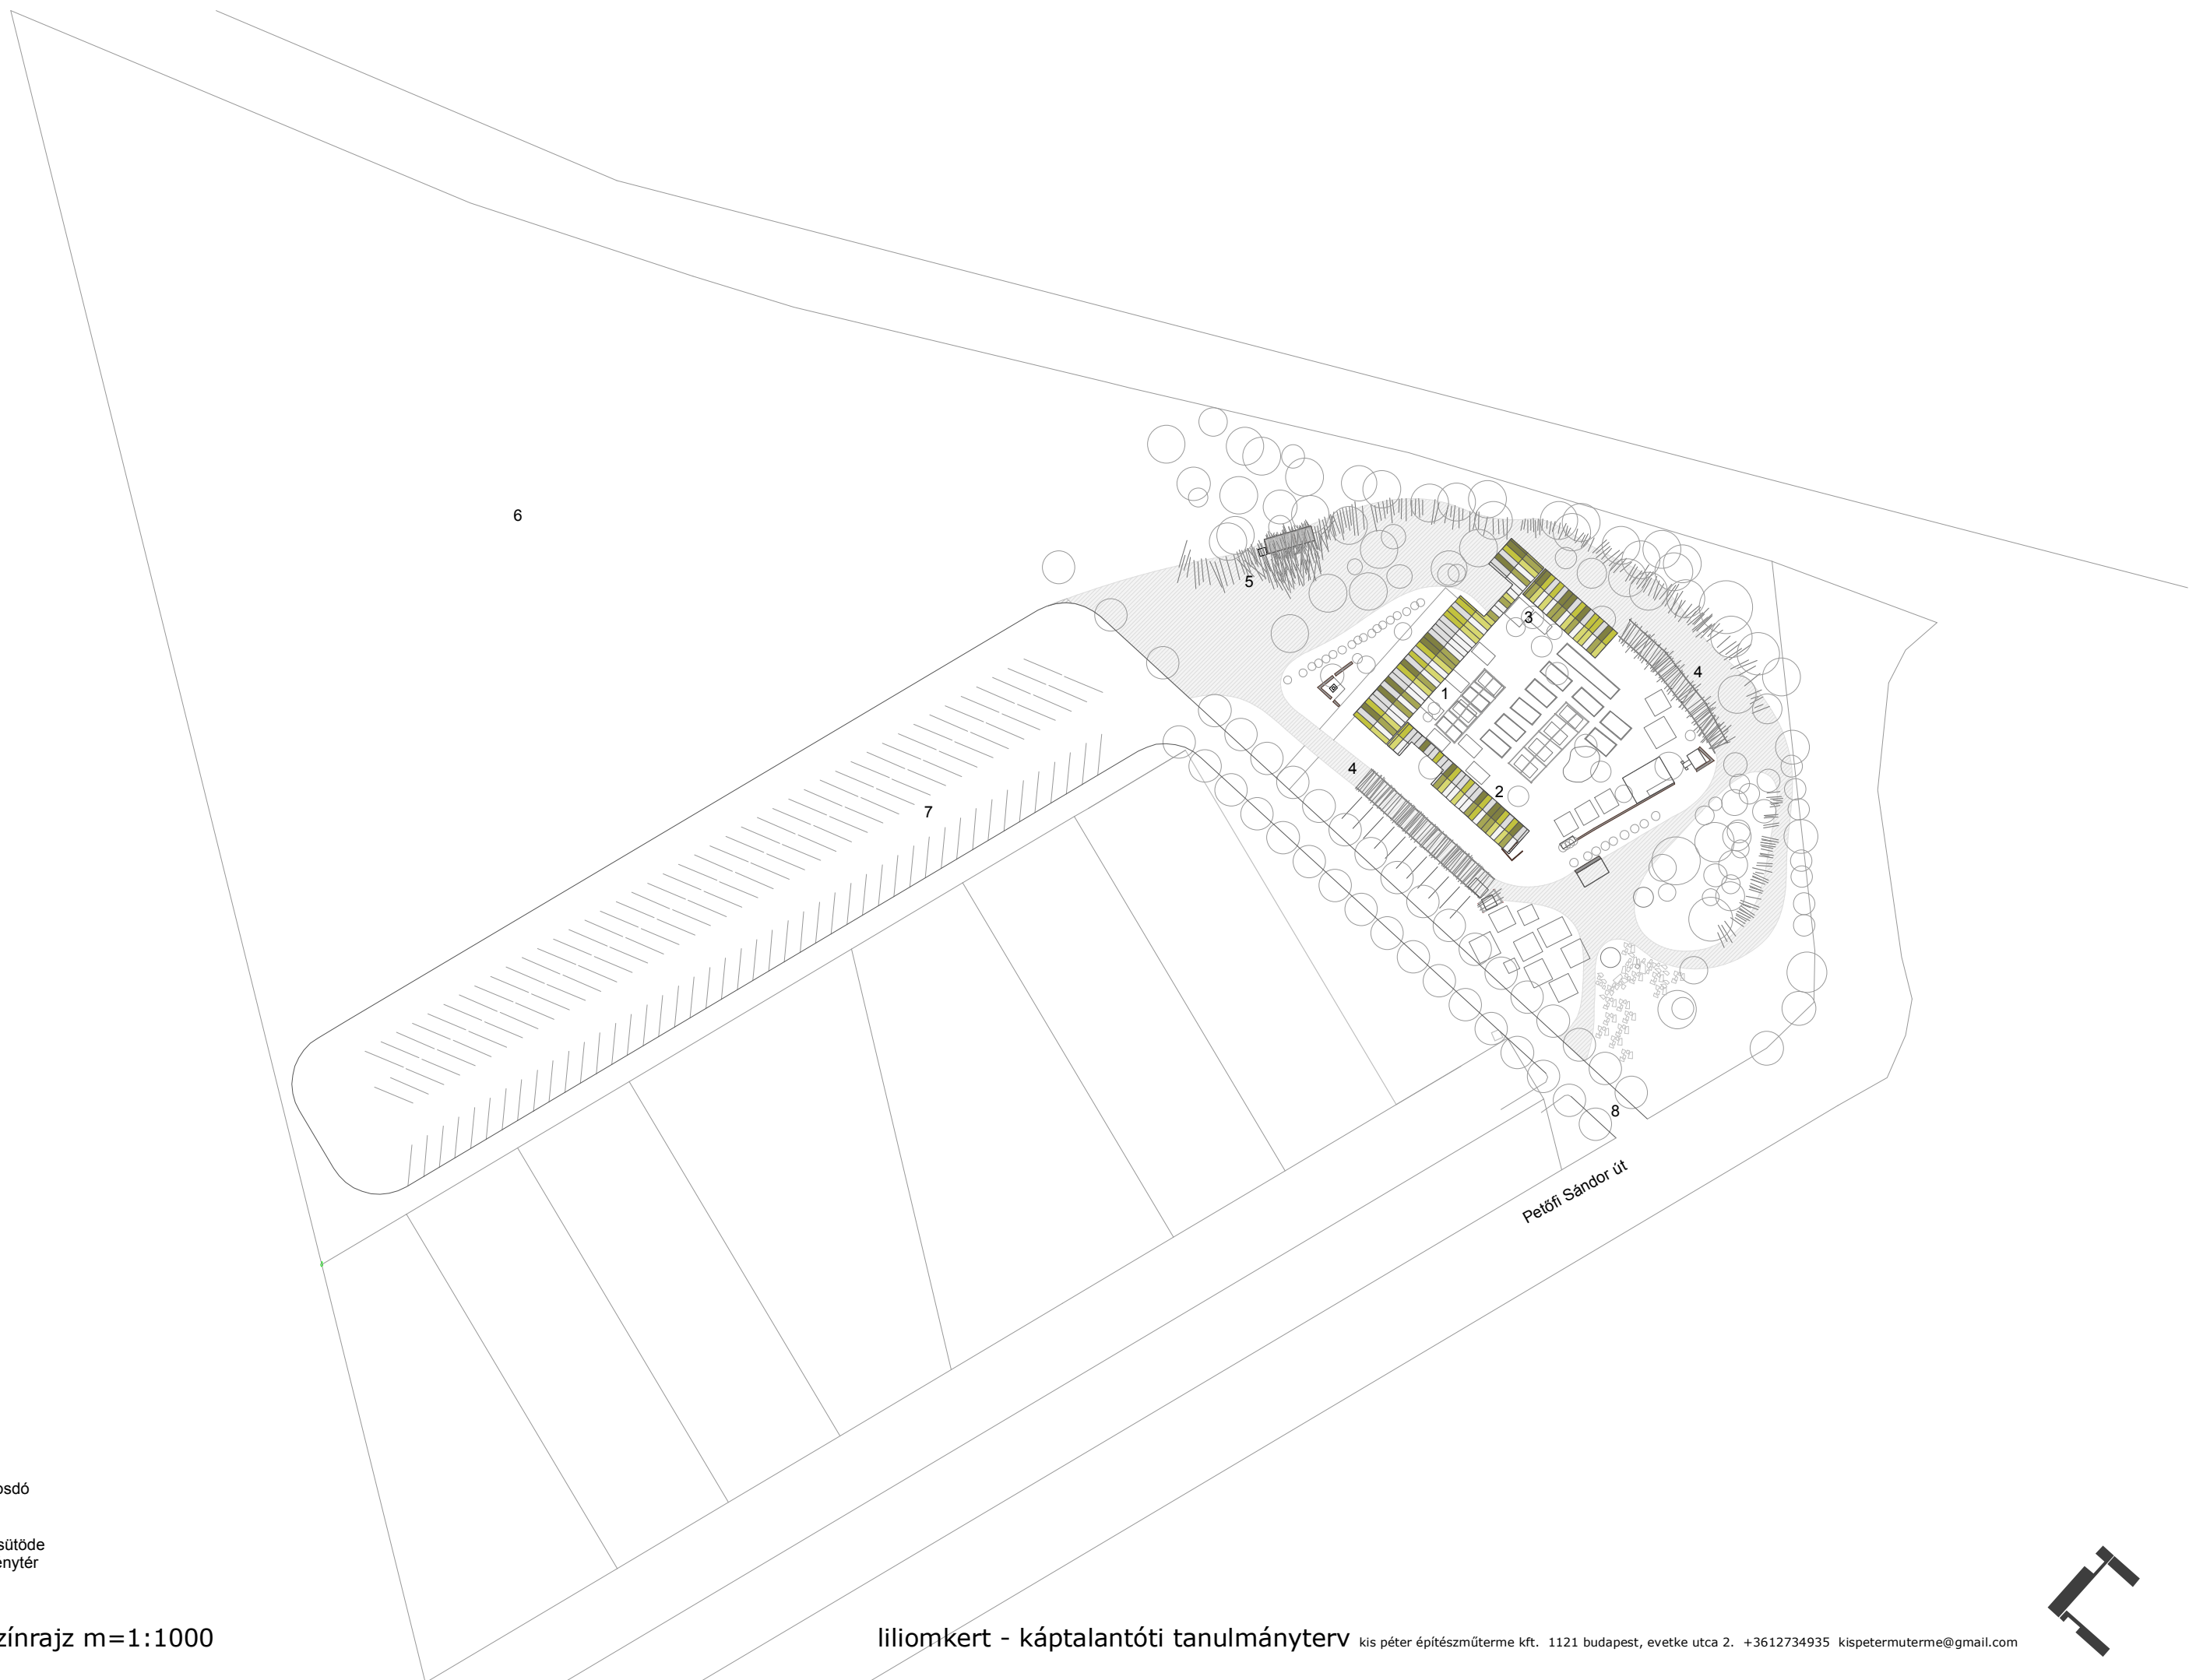 6
5
3
4
1
4
2
7
8
Petőfi Sándor út
osdó
sütöde
enytér
zínrajz m=1:1000
liliomkert - káptalantóti tanulmányterv kis péter építészműterme kft. 1121 budapest, evetke utca 2. +3612734935 kispetermuterme@gmail.com